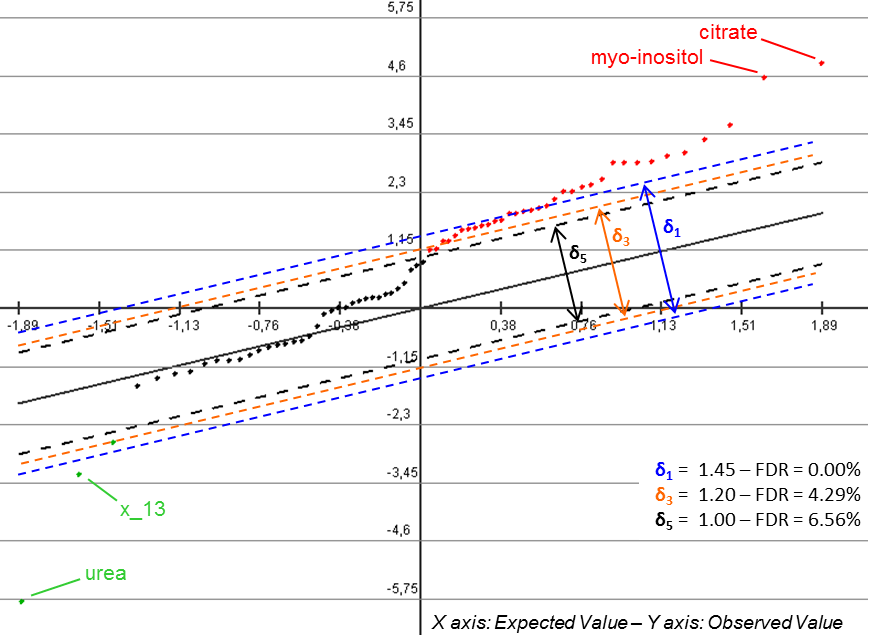 5,75
citrate
myo-inositol
4,6
3,45
2,3
δ1
δ3
1,15
δ5
-1,89 -1,51 -1,13 -0,76 -0,38 0,38 0,76 1,13 1,51 1,89
-1,15
-2,3
δ1 = 1.45 – FDR = 0.00%
-3,45
δ3 = 1.20 – FDR = 4.29%
x_13
δ5 = 1.00 – FDR = 6.56%
-4,6
urea
-5,75
X axis: Expected Value – Y axis: Observed Value